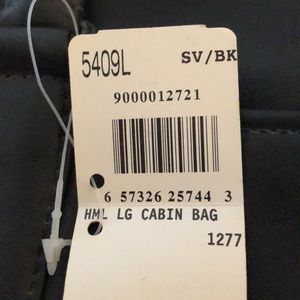 5409L SV/BK
9000012721
6 57326 25744 3
HML LG CABIN BAG
1277